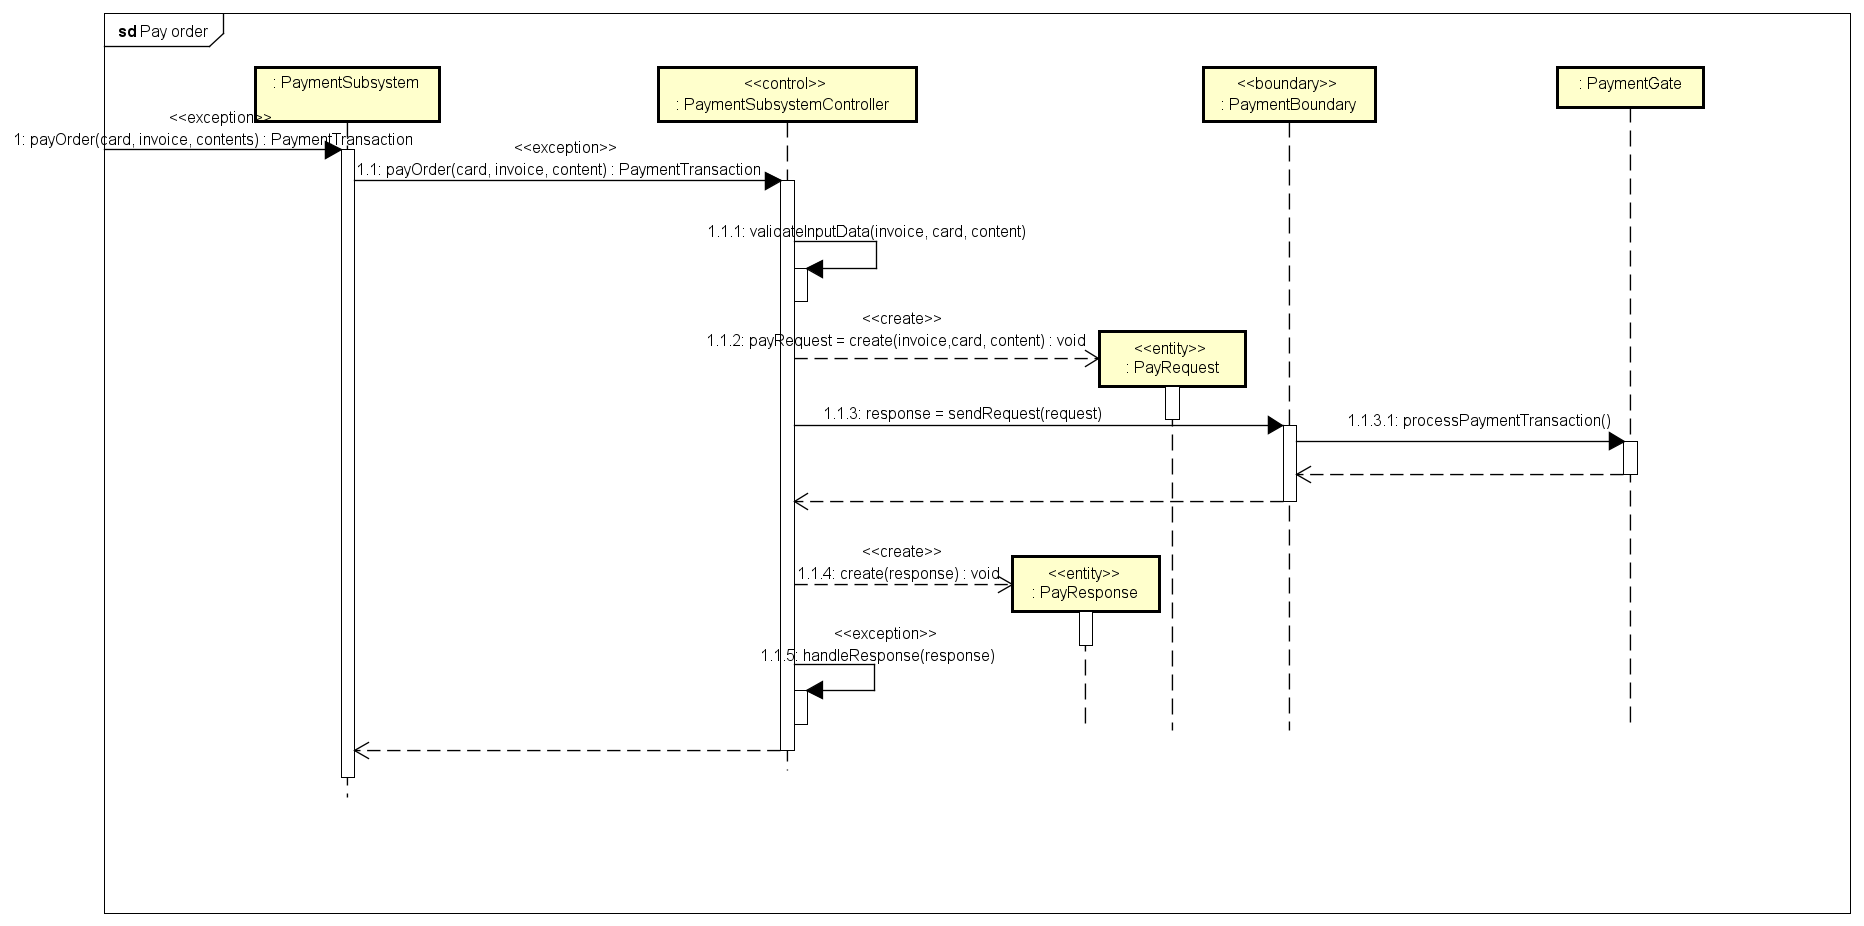 sd Pay order
: PaymentSubsystem
<<control>>
: PaymentSubsystemController
<<boundary>>
: PaymentBoundary
: PaymentGate
<<exception>>
1: payOrder(card, invoice, contents) : PaymentTransaction
<<exception>>
1.1: payOrder(card, invoice, content) : PaymentTransaction
1.1.1: validateInputData(invoice, card, content)
<<create>>
1.1.2: payRequest = create(invoice,card, content) : void
<<entity>>
: PayRequest
1.1.3: response = sendRequest(request)
1.1.3.1: processPaymentTransaction()
<<create>>
1.1.4: create(response) : void
<<entity>>
: PayResponse
<<exception>>
1.1.5: handleResponse(response)